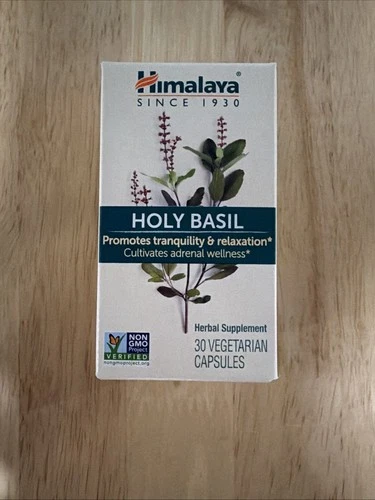 Himalaya®
SINCE 1930
HOLY BASIL
Promotes tranquility & relaxation*
Cultivates adrenal wellness*
Herbal Supplement
30 VEGETARIAN
CAPSULES
NON
GMO
Project
VERIFIED
nongmoproject.org